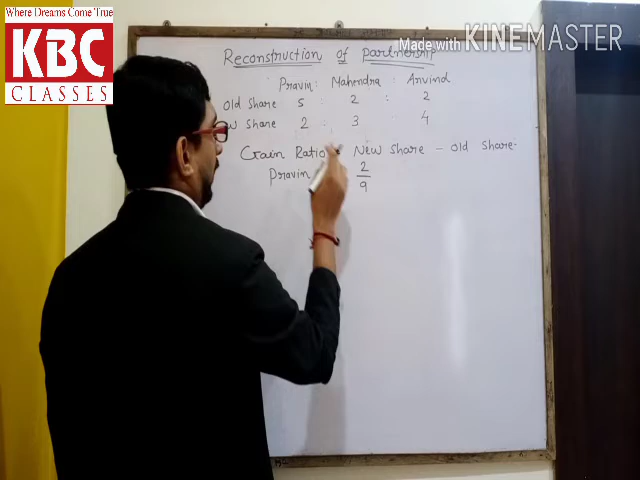 Where Dreams Come True
KBC
CLASSES
Made with KINEMASTER
Reconstruction of partnership
Pravin : Mahendra : Arvind
Old Share 5 : 2 : 2
w Share 2 : 3 : 4
Gain Ratio = New share - old share.
Pravin 2/9